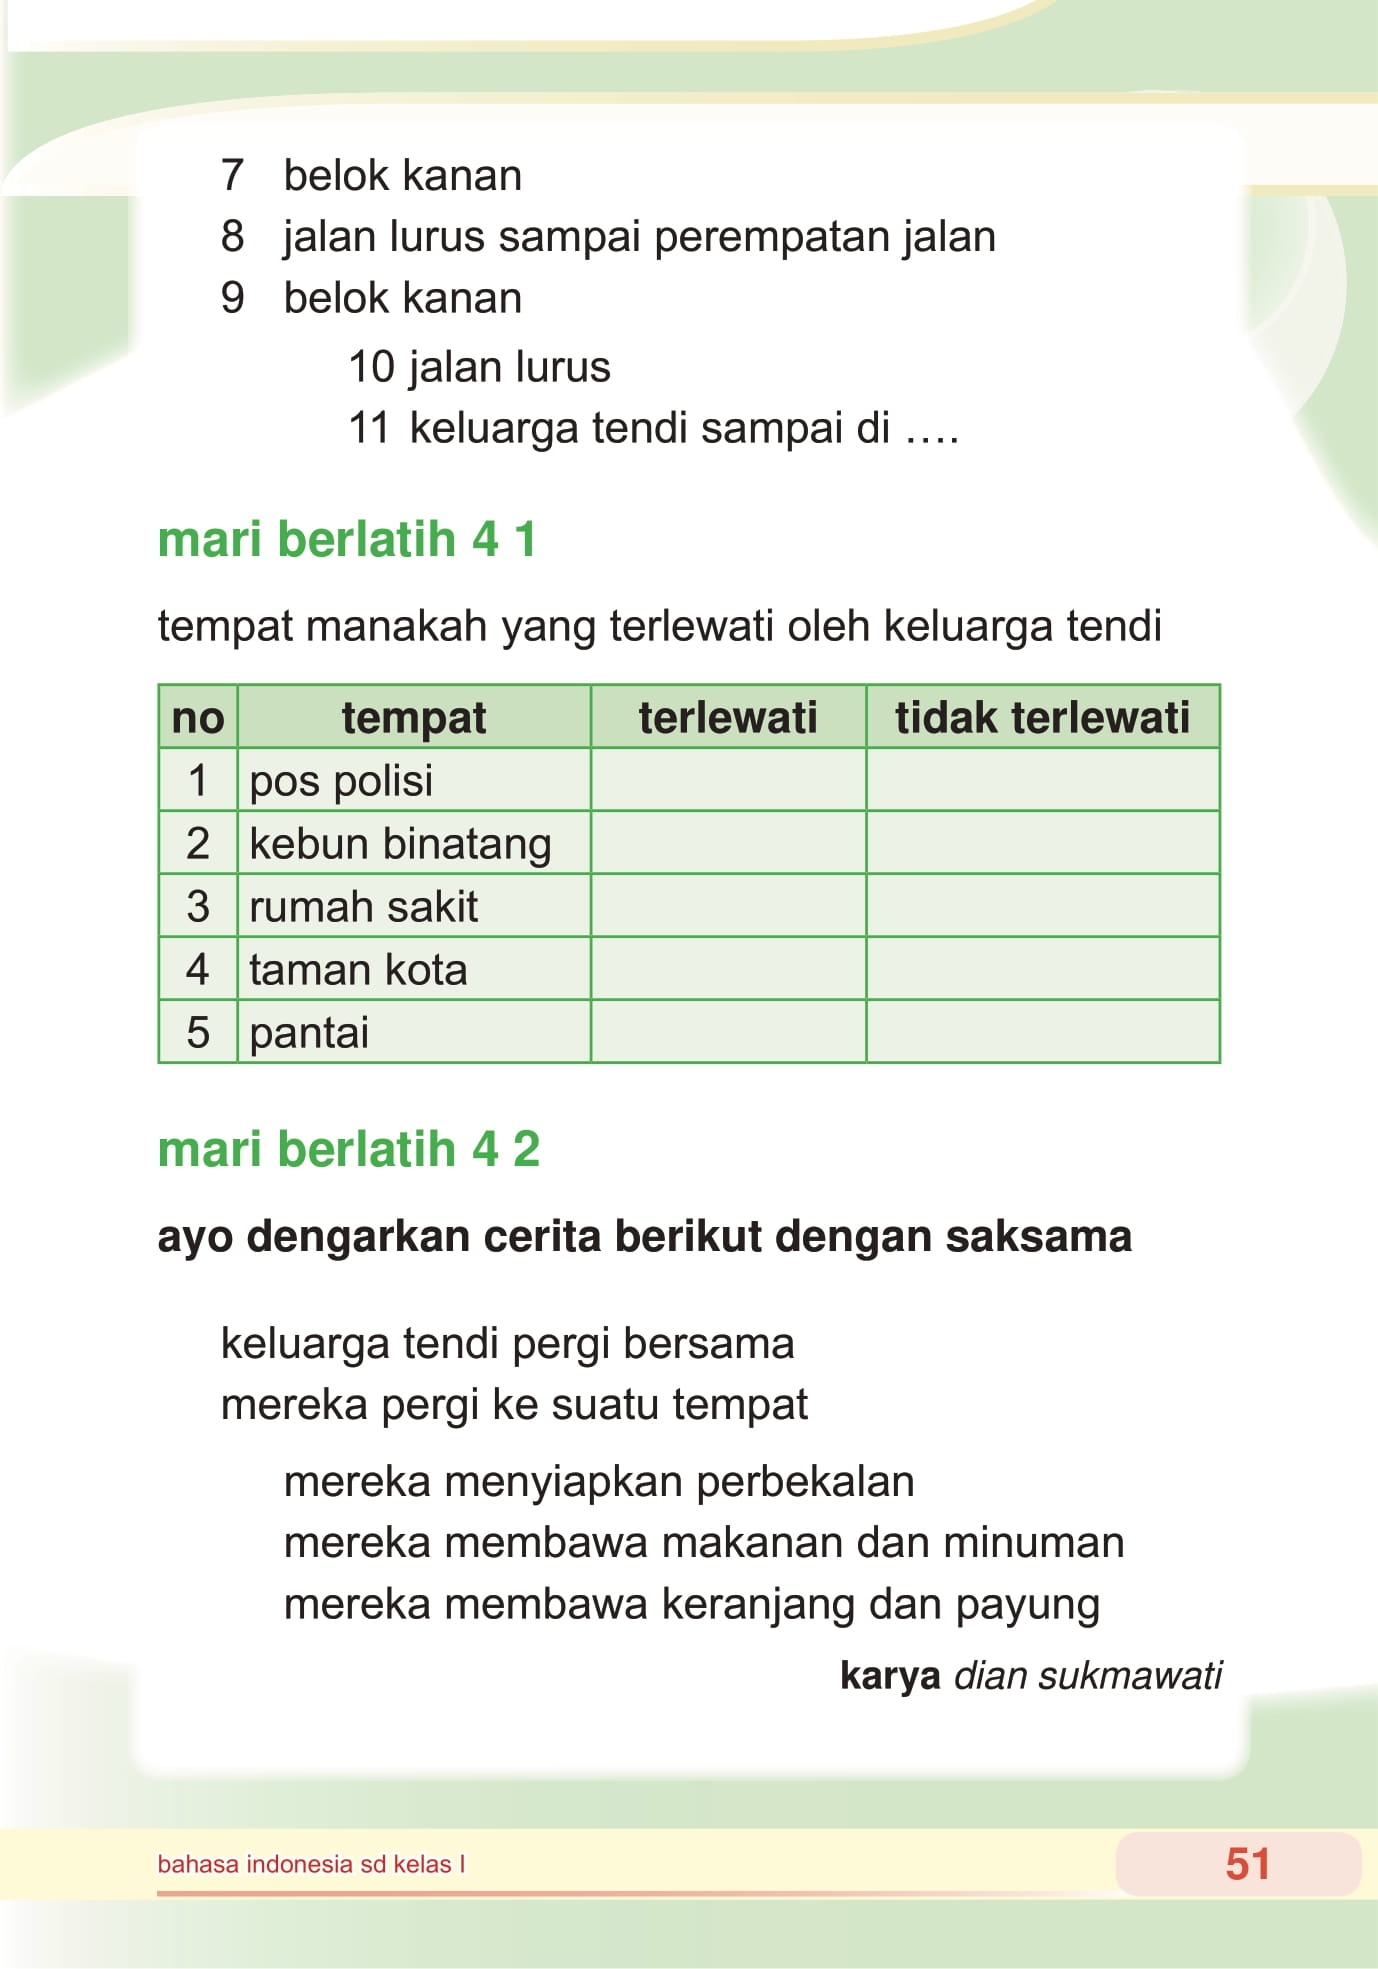 7 belok kanan
8 jalan lurus sampai perempatan jalan
9 belok kanan
10 jalan lurus
11 keluarga tendi sampai di ....
mari berlatih 4 1
tempat manakah yang terlewati oleh keluarga tendi
no tempat terlewati tidak terlewati
1 pos polisi
2 kebun binatang
3 rumah sakit
4 taman kota
5 pantai
mari berlatih 4 2
ayo dengarkan cerita berikut dengan saksama
keluarga tendi pergi bersama
mereka pergi ke suatu tempat
mereka menyiapkan perbekalan
mereka membawa makanan dan minuman
mereka membawa keranjang dan payung
karya dian sukmawati
bahasa indonesia sd kelas I
51